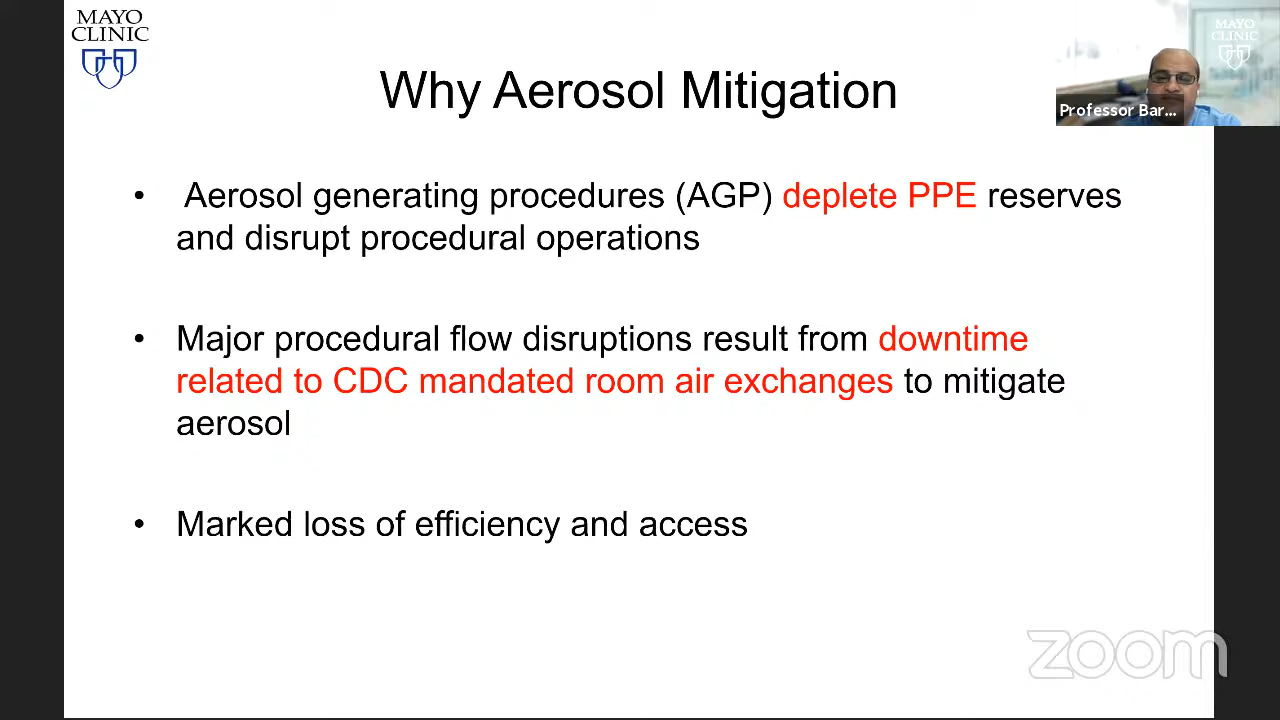 MAYO
CLINIC
MAYO
CLINIC
Professor Bar...
Why Aerosol Mitigation
• Aerosol generating procedures (AGP) deplete PPE reserves
and disrupt procedural operations
• Major procedural flow disruptions result from downtime
related to CDC mandated room air exchanges to mitigate
aerosol
• Marked loss of efficiency and access
zoom